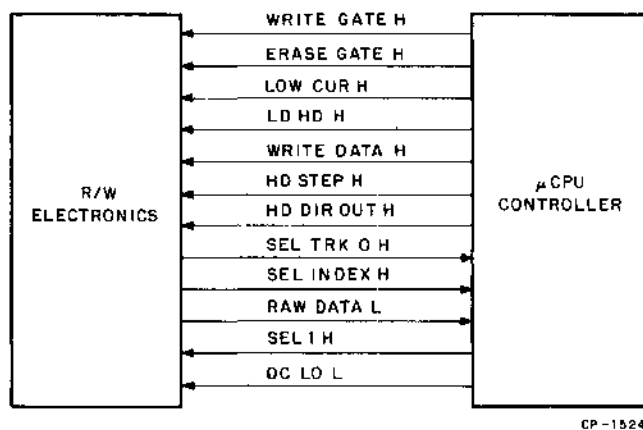 WRITE GATE H
ERASE GATE H
LOW CUR H
LD HD H
WRITE DATA H
HD STEP H
HD DIR OUT H
SEL TRK O H
SEL INDEX H
RAW DATA L
SEL 1 H
DC LO L
R/W
ELECTRONICS
μCPU
CONTROLLER
CP-1524